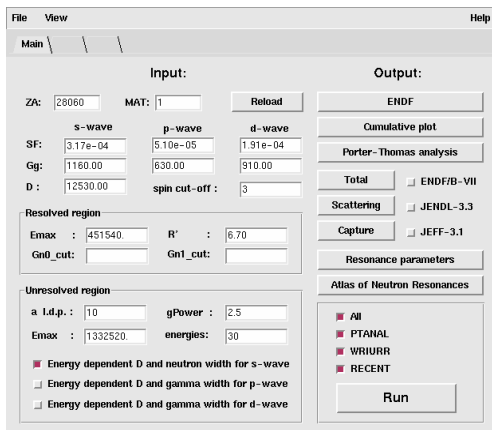 File View Help
Main
Input: Output:
ZA: 28060 MAT: 1 Reload ENDF
s-wave p-wave d-wave Cumulative plot
SF: 3.17e-04 5.10e-05 1.91e-04
Porter-Thomas analysis
Gg: 1160.00 630.00 910.00
D : 12530.00 spin cut-off : 3
Total ENDF/B-VII
Scattering JENDL-3.3
Capture JEFF-3.1
Resolved region
Emax : 451540. R' : 6.70
Gn0_cut: Gn1_cut:
Resonance parameters
Atlas of Neutron Resonances
Unresolved region
a l.d.p. : 10 gPower : 2.5
Emax : 1332520. energies: 30
Energy dependent D and neutron width for s-wave
Energy dependent D and gamma width for p-wave
Energy dependent D and gamma width for d-wave
All
PTANAL
WRIURR
RECENT
Run